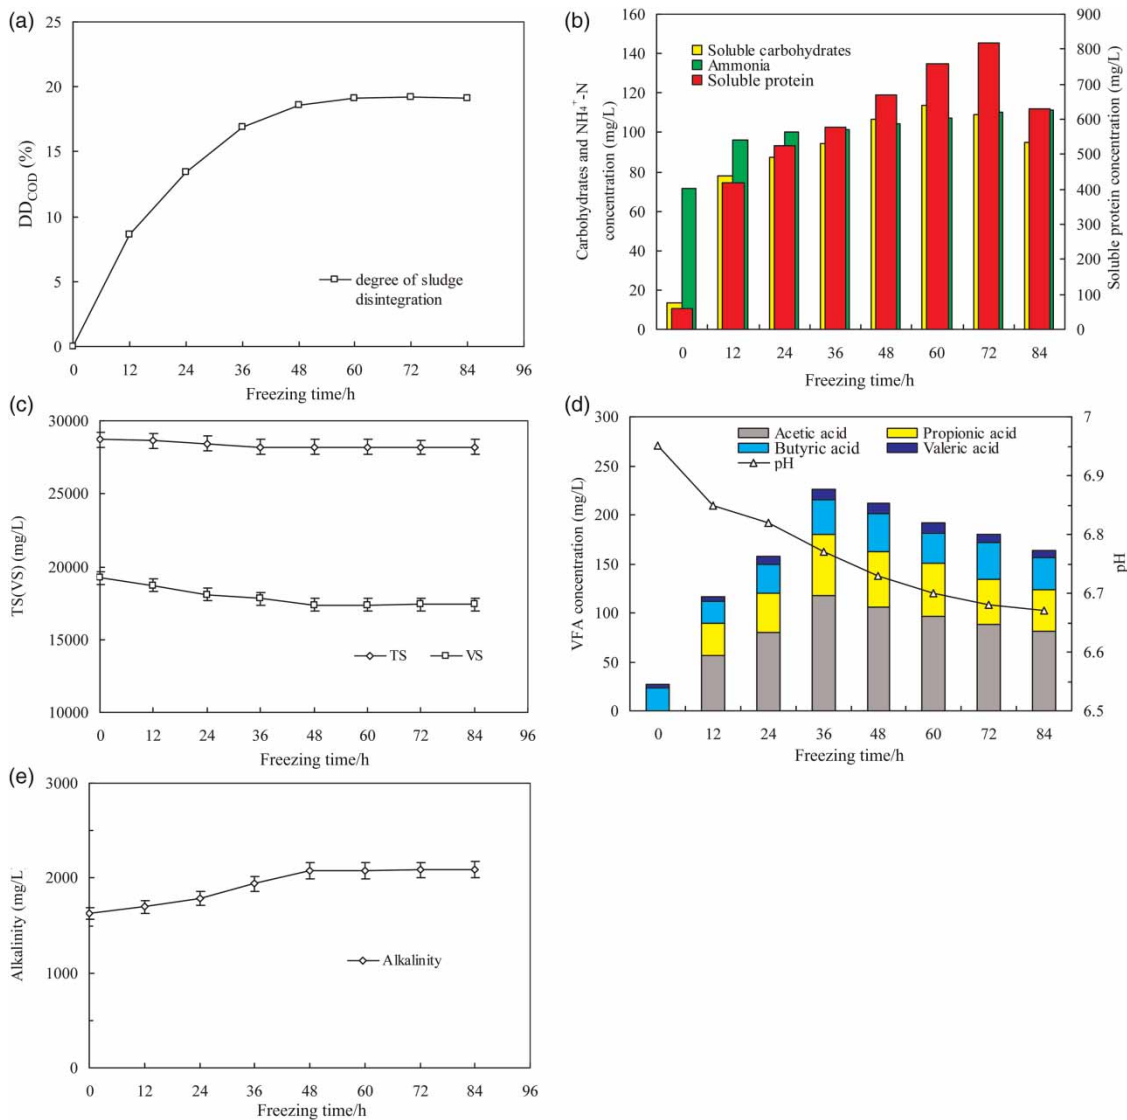 (a)
25
20
15
10
5
0
DD_COD (%)
degree of sludge
disintegration
0 12 24 36 48 60 72 84 96
Freezing time/h
(b)
160
140
120
100
80
60
40
20
0
Carbohydrates and NH₄⁺-N
concentration (mg/L)
Soluble carbohydrates
Ammonia
Soluble protein
900
800
700
600
500
400
300
200
100
0
Soluble protein concentration (mg/L)
0 12 24 36 48 60 72 84
Freezing time/h
(c)
30000
25000
20000
15000
10000
TS(VS) (mg/L)
TS VS
0 12 24 36 48 60 72 84 96
Freezing time/h
(d)
300
250
200
150
100
50
0
VFA concentration (mg/L)
Acetic acid Propionic acid
Butyric acid Valeric acid
pH
7
6.9
6.8
6.7
6.6
6.5
pH
0 12 24 36 48 60 72 84
Freezing time/h
(e)
3000
2000
1000
0
Alkalinity (mg/L
Alkalinity
0 12 24 36 48 60 72 84 96
Freezing time/h